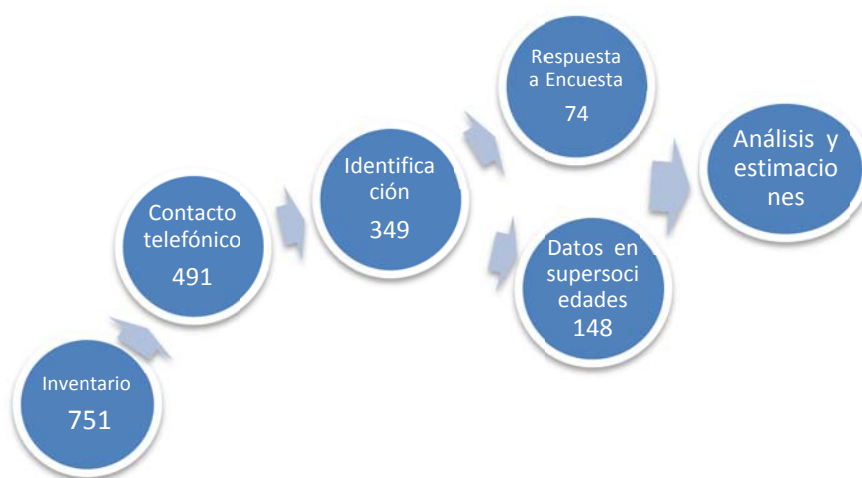 Inventario
751
Contacto
telefónico
491
Identifica
ción
349
Respuesta
a Encuesta
74
Datos en
supersoci
edades
148
Análisis y
estimacio
nes